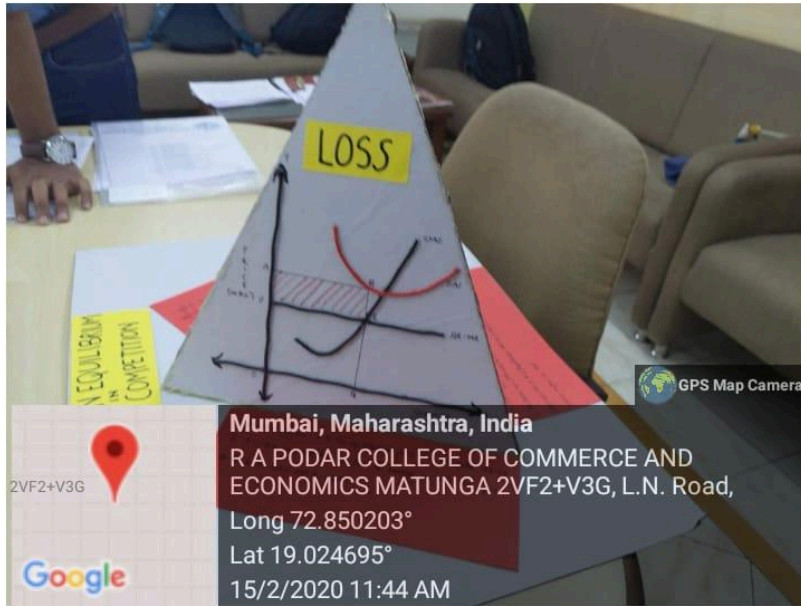 LOSS
PRICE
A
B
N EQUILIBRIUM
IN
COMPETITION
GPS Map Camera
2VF2+V3G
Google
Mumbai, Maharashtra, India
R A PODAR COLLEGE OF COMMERCE AND
ECONOMICS MATUNGA 2VF2+V3G, L.N. Road,
Long 72.850203°
Lat 19.024695°
15/2/2020 11:44 AM